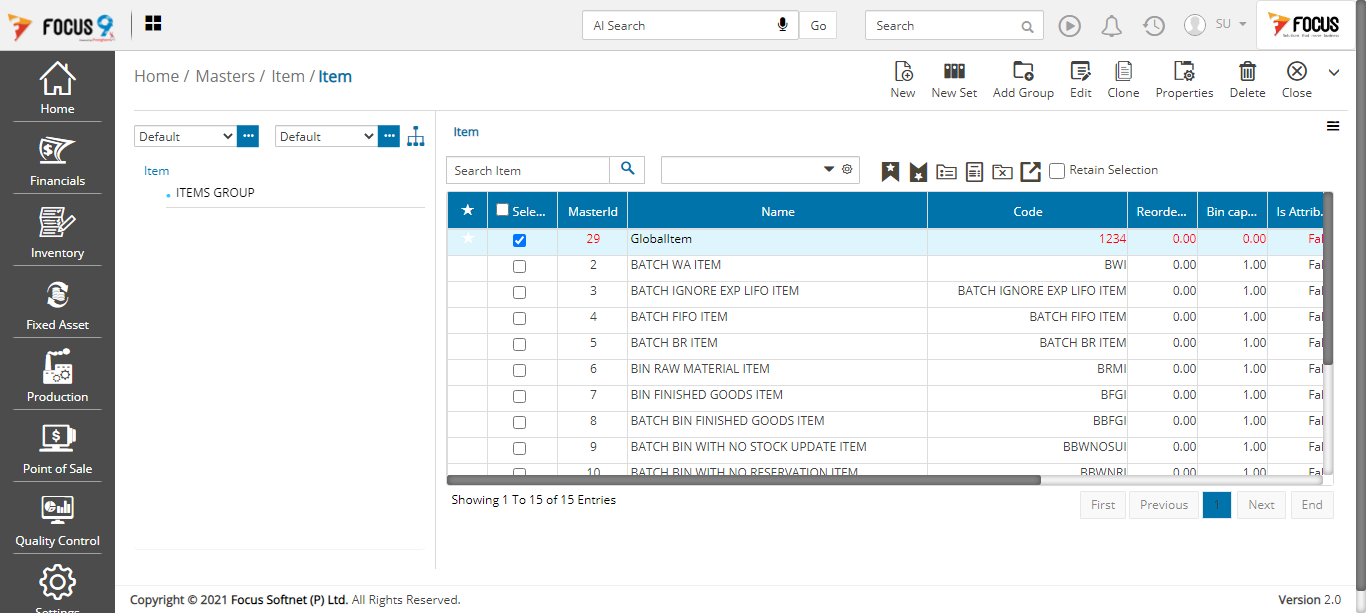 FOCUS 9
AI Search
Go
Search
SU
FOCUS
Home
Financials
Inventory
Fixed Asset
Production
Point of Sale
Quality Control
Settings
Home / Masters / Item / Item
New
New Set
Add Group
Edit
Clone
Properties
Delete
Close
Default
Default
Item
ITEMS GROUP
Item
Search Item
Retain Selection
★ Sele... MasterId Name Code Reorde... Bin cap... Is Attrib.
29 GlobalItem 1234 0.00 0.00 Fal
2 BATCH WA ITEM BWI 0.00 1.00 Fal
3 BATCH IGNORE EXP LIFO ITEM BATCH IGNORE EXP LIFO ITEM 0.00 1.00 Fal
4 BATCH FIFO ITEM BATCH FIFO ITEM 0.00 1.00 Fal
5 BATCH BR ITEM BATCH BR ITEM 0.00 1.00 Fal
6 BIN RAW MATERIAL ITEM BRMI 0.00 1.00 Fal
7 BIN FINISHED GOODS ITEM BFGI 0.00 1.00 Fal
8 BATCH BIN FINISHED GOODS ITEM BBFGI 0.00 1.00 Fal
9 BATCH BIN WITH NO STOCK UPDATE ITEM BBWNOSUI 0.00 1.00 Fal
10 BATCH BIN WITH NO RESERVATION ITEM BBWNRI 0.00 1.00 Fal
Showing 1 To 15 of 15 Entries
First
Previous
1
Next
End
Copyright © 2021 Focus Softnet (P) Ltd. All Rights Reserved.
Version 2.0